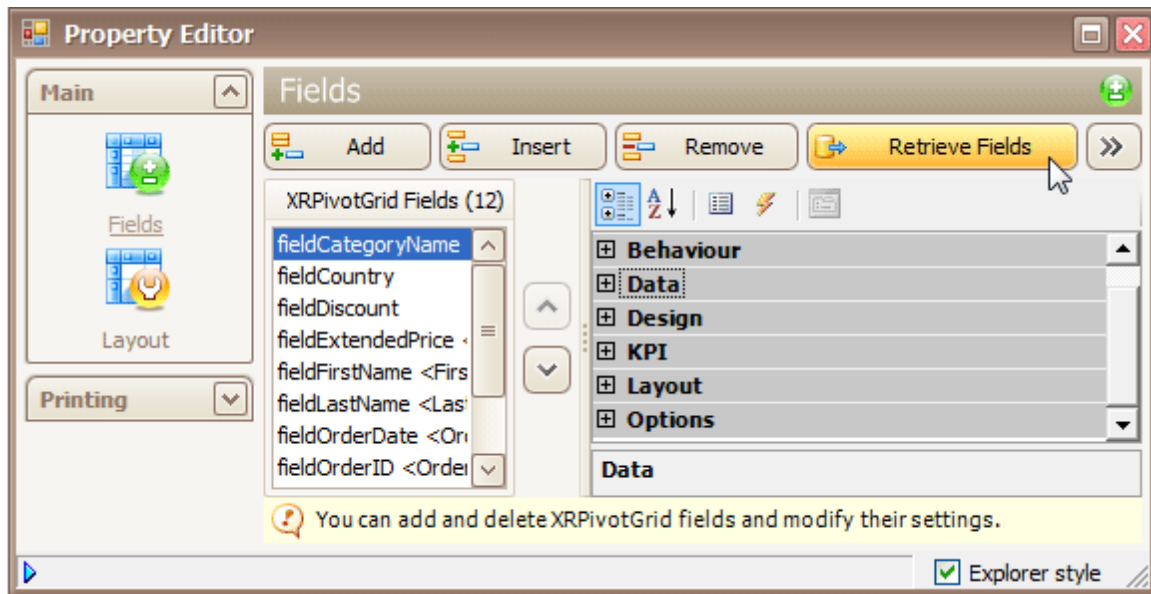 Property Editor
Main
Fields
Layout
Printing
Fields
Add Insert Remove Retrieve Fields
XRPivotGrid Fields (12)
fieldCategoryName
fieldCountry
fieldDiscount
fieldExtendedPrice <
fieldFirstName <Firs
fieldLastName <Las
fieldOrderDate <Or
fieldOrderID <Order
Behaviour
Data
Design
KPI
Layout
Options
Data
You can add and delete XRPivotGrid fields and modify their settings.
Explorer style